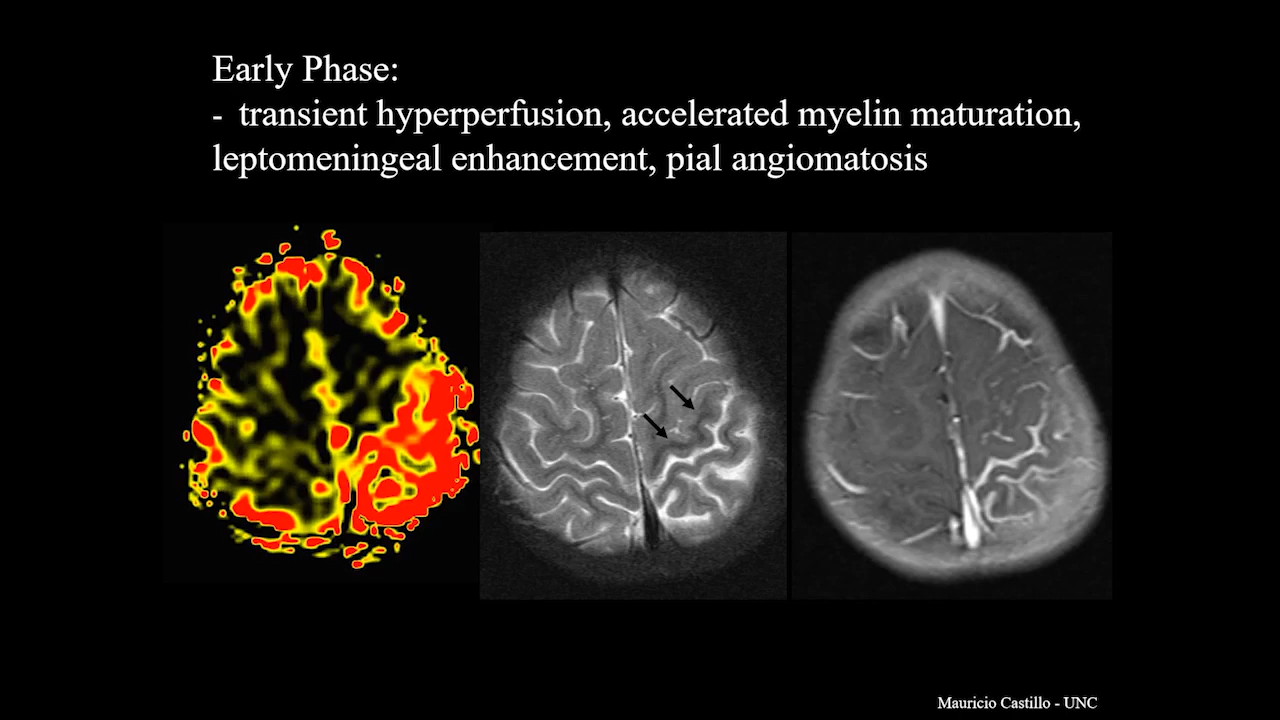 Early Phase:
- transient hyperperfusion, accelerated myelin maturation,
leptomeningeal enhancement, pial angiomatosis
Mauricio Castillo - UNC